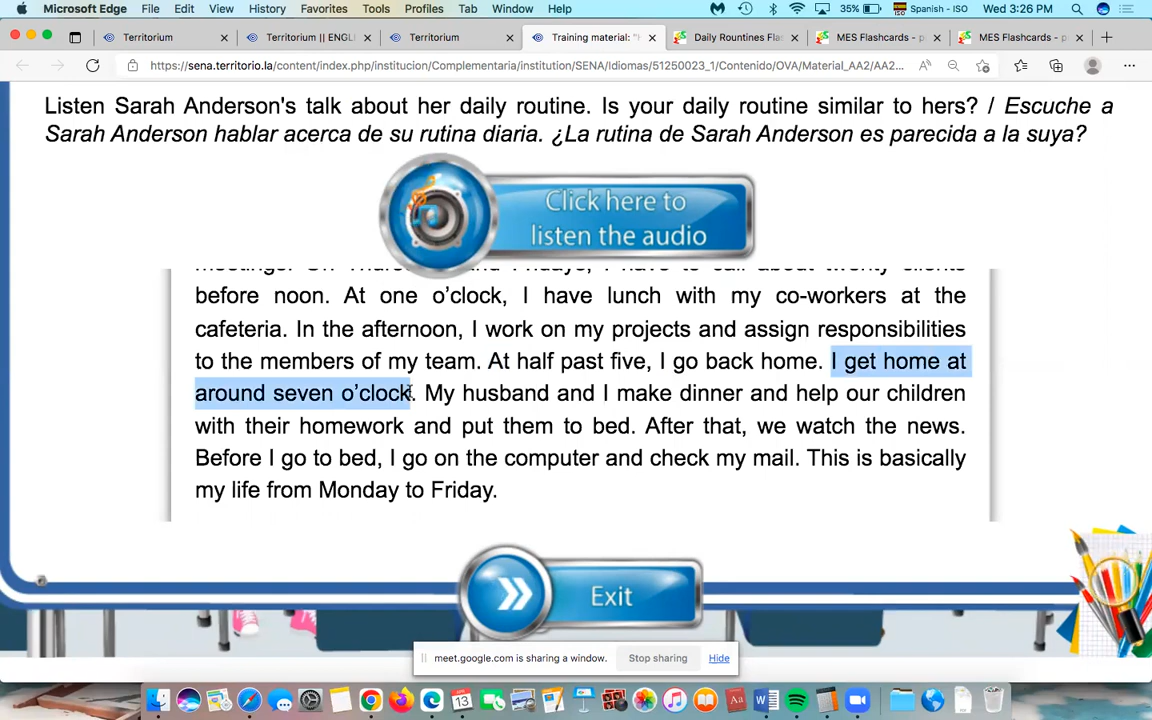 Microsoft Edge File Edit View History Favorites Tools Profiles Tab Window Help 35% Spanish - ISO Wed 3:26 PM
Territorium Territorium || ENGL Territorium Training material: " Daily Rountines Fla MES Flashcards - p MES Flashcards - p
https://sena.territorio.la/content/index.php/institucion/Complementaria/institution/SENA/Idiomas/51250023_1/Contenido/OVA/Material_AA2/AA2...
Listen Sarah Anderson's talk about her daily routine. Is your daily routine similar to hers? / Escuche a
Sarah Anderson hablar acerca de su rutina diaria. ¿La rutina de Sarah Anderson es parecida a la suya?
Click here to
listen the audio
before noon. At one o’clock, I have lunch with my co-workers at the
cafeteria. In the afternoon, I work on my projects and assign responsibilities
to the members of my team. At half past five, I go back home. I get home at
around seven o’clock. My husband and I make dinner and help our children
with their homework and put them to bed. After that, we watch the news.
Before I go to bed, I go on the computer and check my mail. This is basically
my life from Monday to Friday.
Exit
meet.google.com is sharing a window. Stop sharing Hide